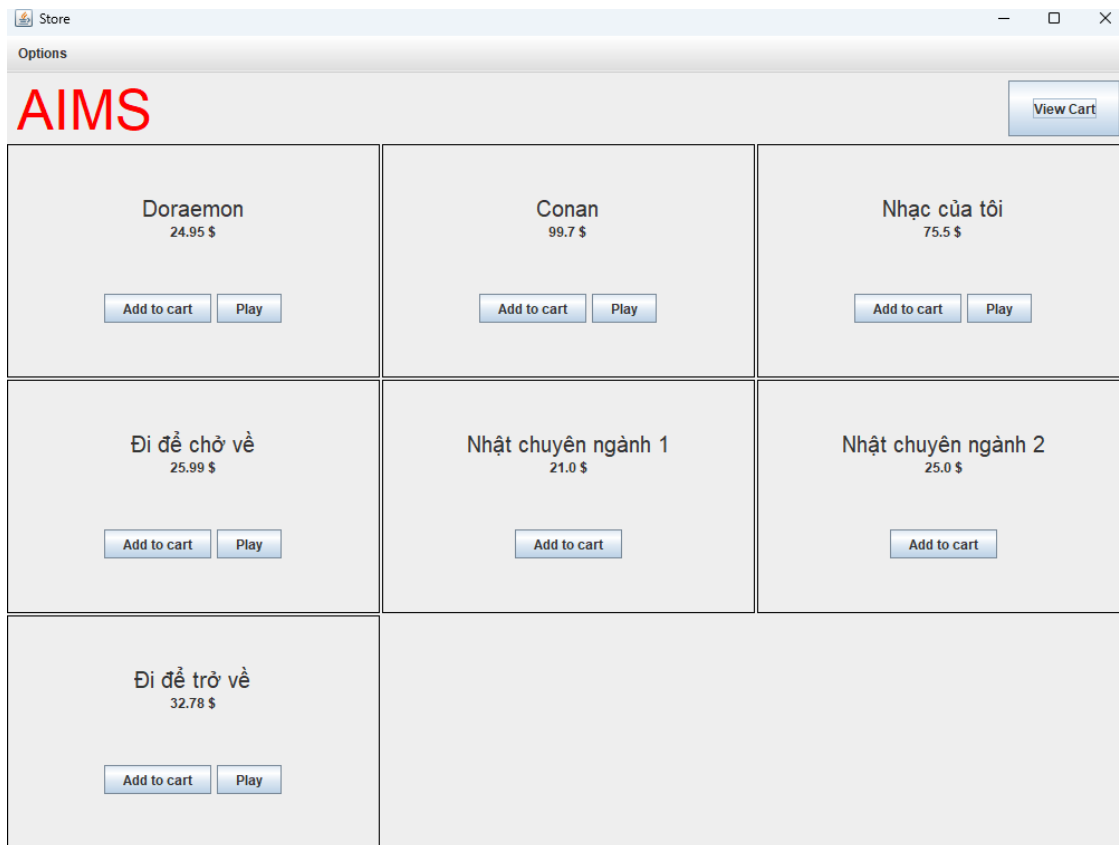 Store
Options
AIMS
View Cart
Doraemon
24.95 $
Add to cart Play
Conan
99.7 $
Add to cart Play
Nhạc của tôi
75.5 $
Add to cart Play
Đi để chở về
25.99 $
Add to cart Play
Nhật chuyên ngành 1
21.0 $
Add to cart
Nhật chuyên ngành 2
25.0 $
Add to cart
Đi để trở về
32.78 $
Add to cart Play